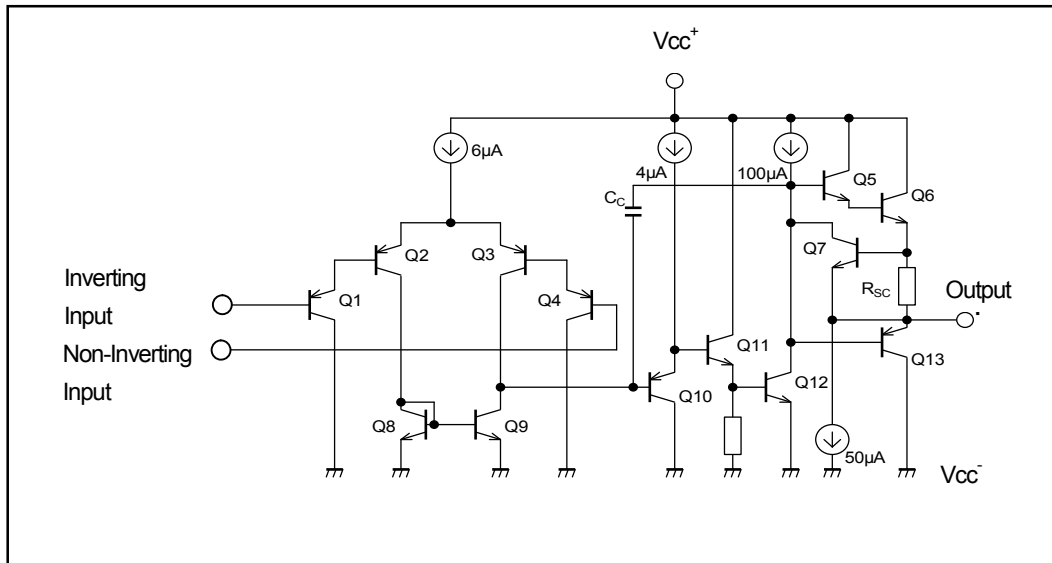 Vcc+
6µA
4µA
100µA
Q5
Q6
CC
Q2
Q3
Q7
Inverting
Input
Q1
Q4
RSC
Output
Non-Inverting
Input
Q11
Q13
Q10
Q12
Q8
Q9
50µA
Vcc-